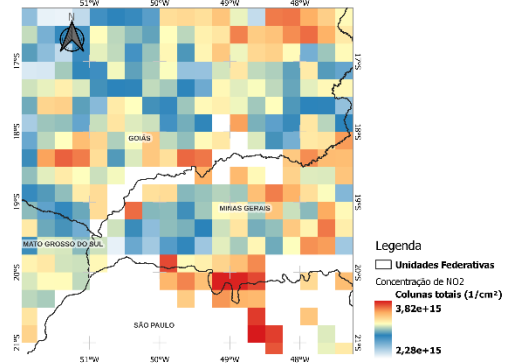 N
51°W 50°W 49°W 48°W
17°S 17°S
GOIÁS
18°S 18°S
19°S 19°S
MINAS GERAIS
MATO GROSSO DO SUL
20°S 20°S
SÃO PAULO
21°S 21°S
51°W 50°W 49°W 48°W
Legenda
Unidades Federativas
Concentração de NO2
Colunas totais (1/cm²)
3,82e+15
2,28e+15